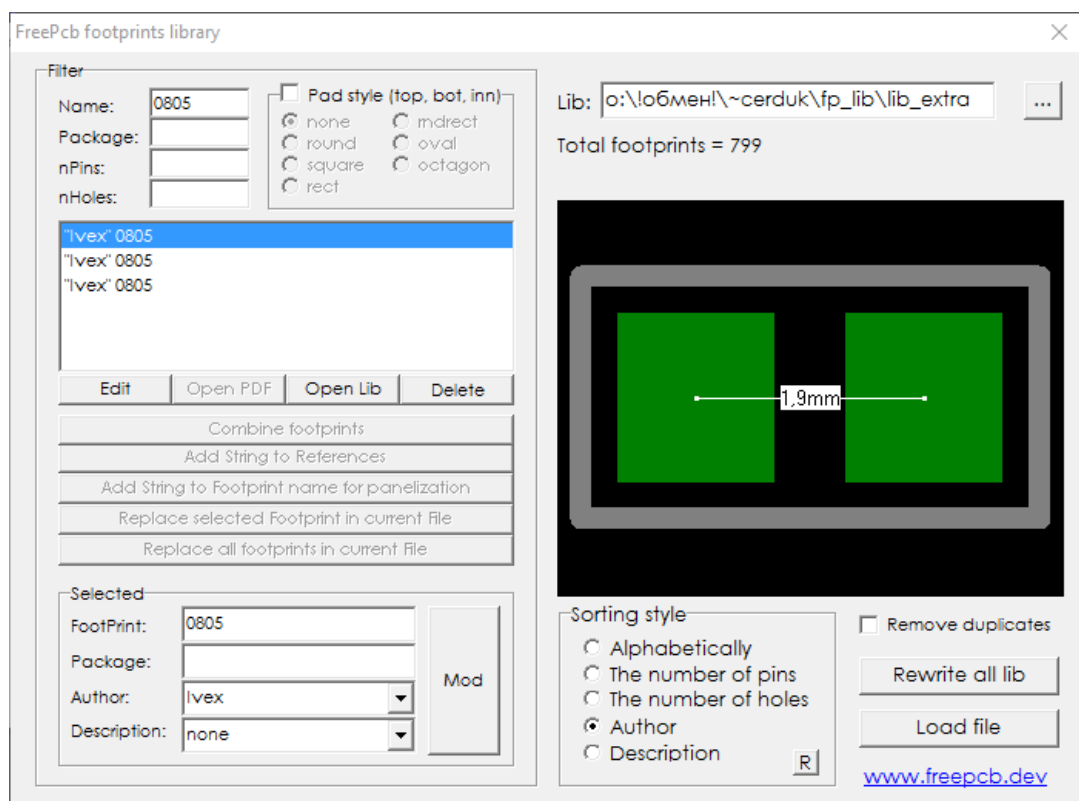 FreePcb footprints library
Filter
Name: 0805
Package:
nPins:
nHoles:
Pad style (top, bot, inn)
none
rndrect
round
oval
square
octagon
rect
"Ivex" 0805
"Ivex" 0805
"Ivex" 0805
Edit
Open PDF
Open Lib
Delete
Combine footprints
Add String to References
Add String to Footprint name for panelization
Replace selected Footprint in current File
Replace all footprints in current File
Selected
FootPrint: 0805
Package:
Author: Ivex
Description: none
Mod
Lib: o:\!обмен!\~cerduk\fp_lib\lib_extra
...
Total footprints = 799
1,9mm
Sorting style
Alphabetically
The number of pins
The number of holes
Author
Description
R
Remove duplicates
Rewrite all lib
Load file
www.freepcb.dev